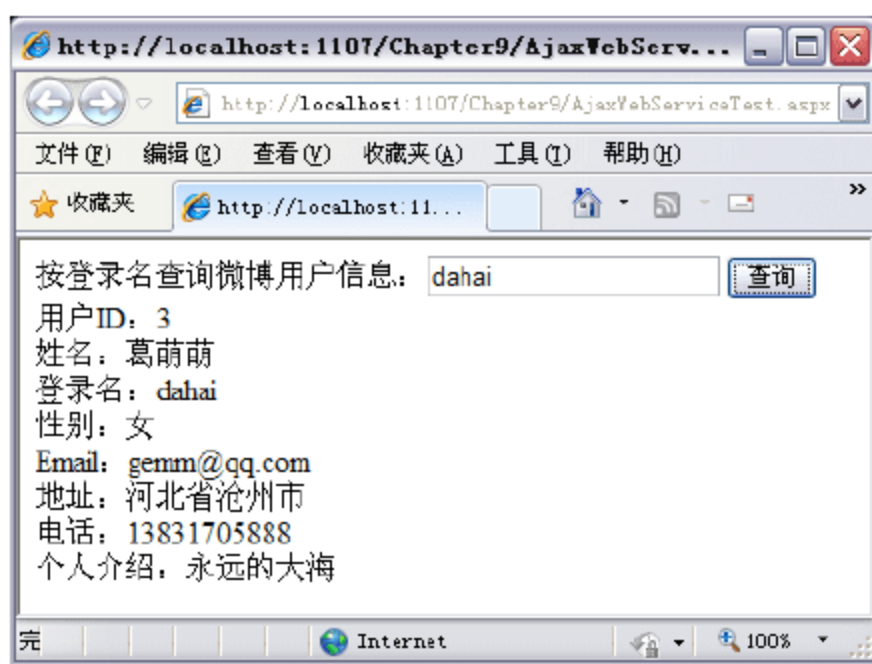 http://localhost:1107/Chapter9/AjaxWebServ...
http://localhost:1107/Chapter9/AjaxWebServiceTest.aspx
文件(F) 编辑(E) 查看(V) 收藏夹(A) 工具(T) 帮助(H)
收藏夹 http://localhost:11... »
按登录名查询微博用户信息: dahai 查询
用户ID：3
姓名：葛萌萌
登录名：dahai
性别：女
Email：gemm@qq.com
地址：河北省沧州市
电话：13831705888
个人介绍：永远的大海
完 Internet 100%